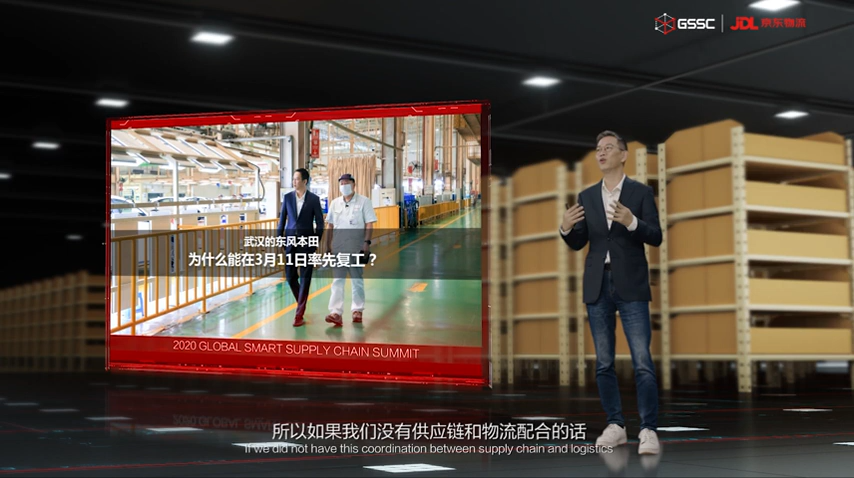 GSSC
JDL 京东物流
武汉的东风本田
为什么能在3月11日率先复工？
2020 GLOBAL SMART SUPPLY CHAIN SUMMIT
所以如果我们没有供应链和物流配合的话
If we did not have this coordination between supply chain and logistics